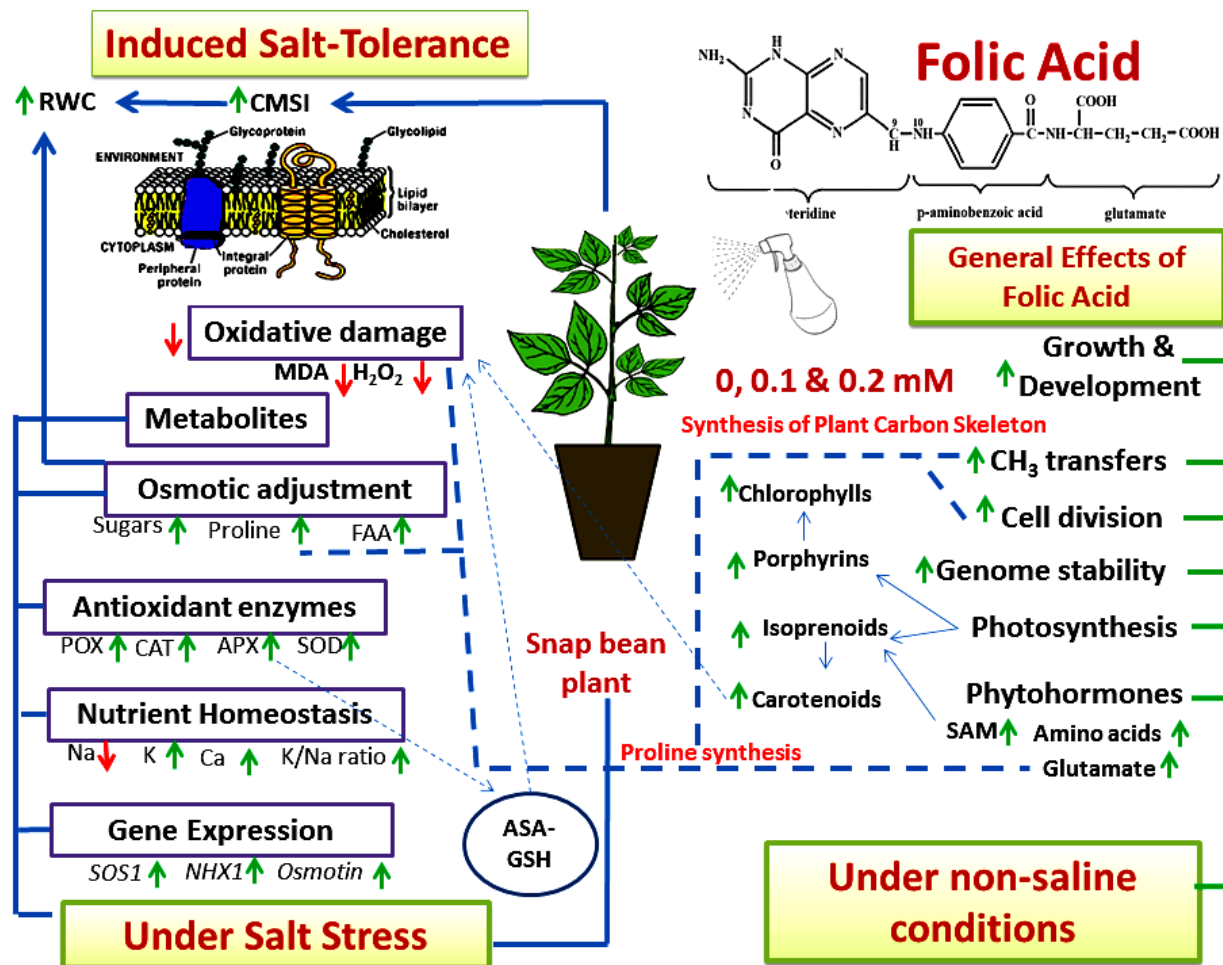 Induced Salt-Tolerance
RWC
CMSI
Glycoprotein
Glycolipid
ENVIRONMENT
Lipid
bilayer
Cholesterol
CYTOPLASM
Integral
protein
Peripheral
protein
Oxidative damage
MDA H₂O₂
Metabolites
Osmotic adjustment
Sugars Proline FAA
Antioxidant enzymes
POX CAT APX SOD
Nutrient Homeostasis
Na K Ca K/Na ratio
Gene Expression
SOS1 NHX1 Osmotin
Under Salt Stress
ASA-
GSH
Snap bean
plant
Folic Acid
NH₂
H
N
N
N
N
O
9
C
H
10
NH
O
C
NH
COOH
CH
CH₂
CH₂
COOH
teridine
p-aminobenzoic acid
glutamate
General Effects of
Folic Acid
0, 0.1 & 0.2 mM
Synthesis of Plant Carbon Skeleton
Growth &
Development
CH₃ transfers
Cell division
Genome stability
Photosynthesis
Phytohormones
SAM Amino acids
Glutamate
Chlorophylls
Porphyrins
Isoprenoids
Carotenoids
Proline synthesis
Under non-saline
conditions